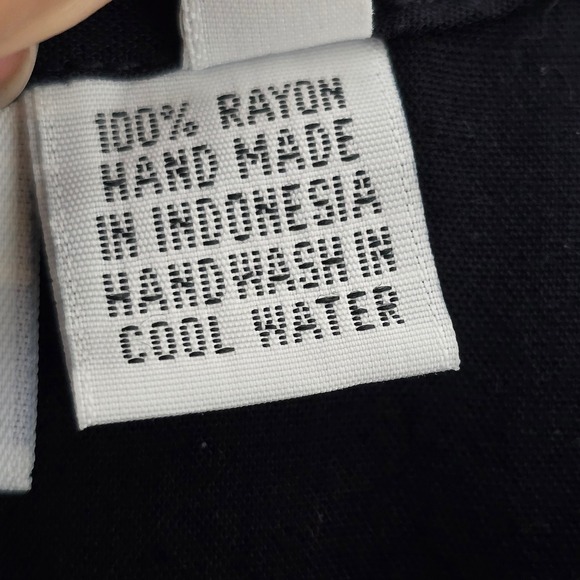 100% RAYON
HAND MADE
IN INDONESIA
HANDWASH IN
COOL WATER